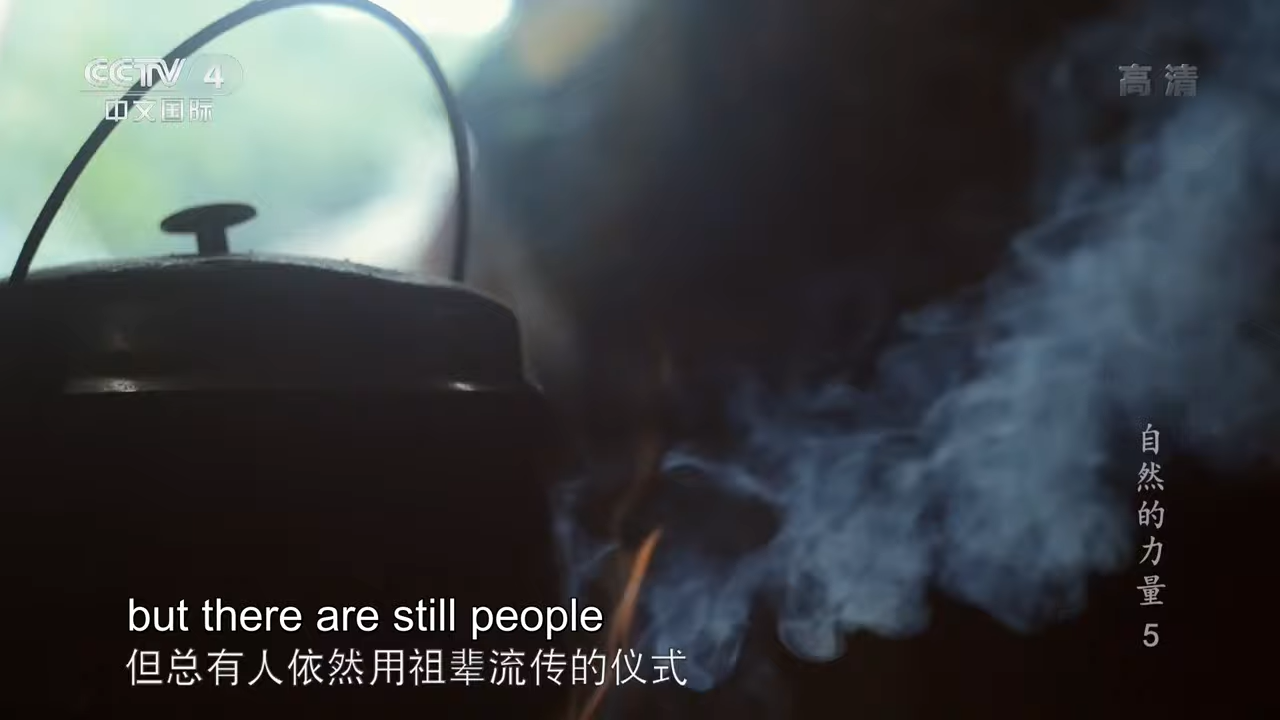 CCTV 4
中文国际
高清
自然的力量 5
but there are still people
但总有人依然用祖辈流传的仪式